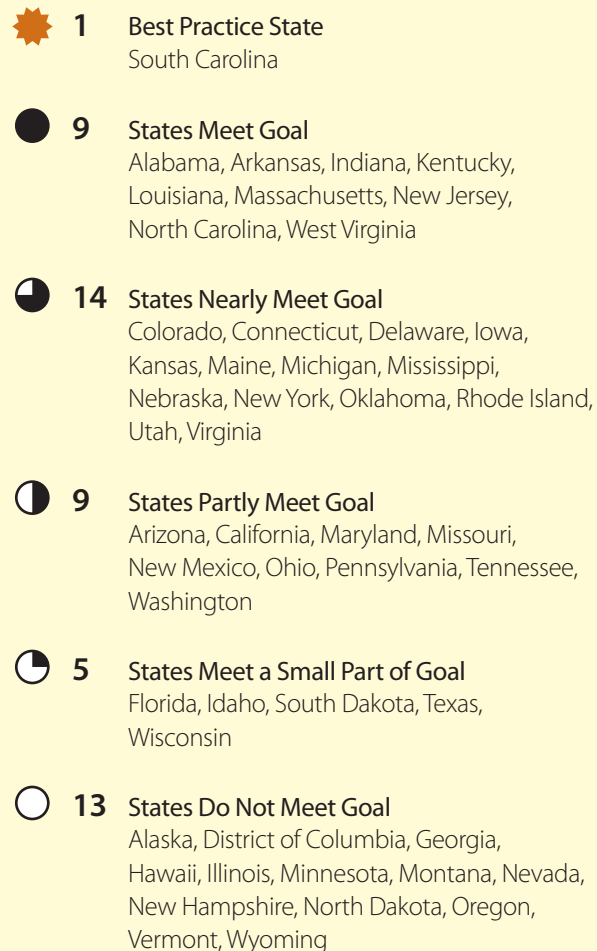 1 Best Practice State
South Carolina
9 States Meet Goal
Alabama, Arkansas, Indiana, Kentucky,
Louisiana, Massachusetts, New Jersey,
North Carolina, West Virginia
14 States Nearly Meet Goal
Colorado, Connecticut, Delaware, Iowa,
Kansas, Maine, Michigan, Mississippi,
Nebraska, New York, Oklahoma, Rhode Island,
Utah, Virginia
9 States Partly Meet Goal
Arizona, California, Maryland, Missouri,
New Mexico, Ohio, Pennsylvania, Tennessee,
Washington
5 States Meet a Small Part of Goal
Florida, Idaho, South Dakota, Texas,
Wisconsin
13 States Do Not Meet Goal
Alaska, District of Columbia, Georgia,
Hawaii, Illinois, Minnesota, Montana, Nevada,
New Hampshire, North Dakota, Oregon,
Vermont, Wyoming